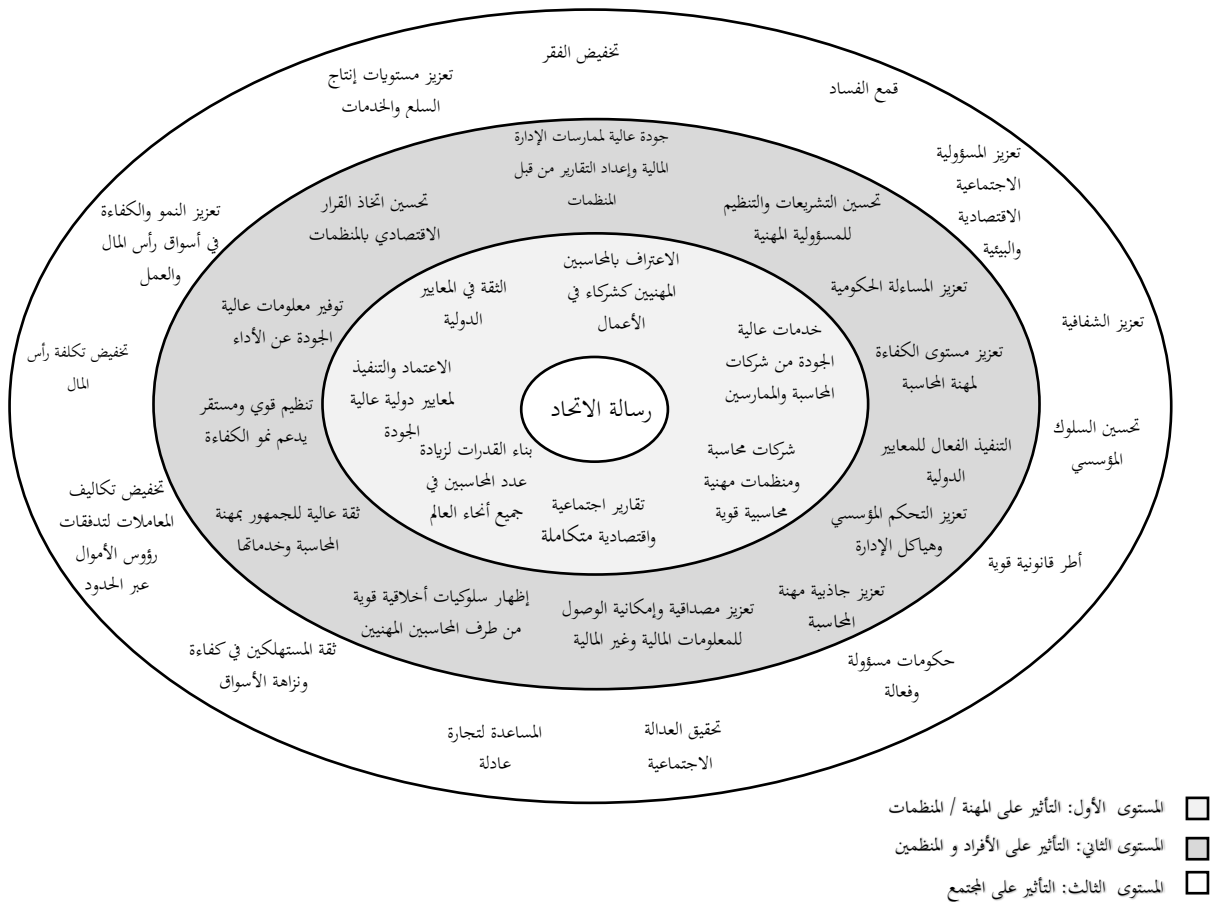 تخفيض الفقر
قمع الفساد
تعزيز مستويات إنتاج
السلع والخدمات
تعزيز المسؤولية
الاجتماعية
الاقتصادية
والبيئية
تعزيز النمو والكفاءة
في أسواق رأس المال
والعمل
تعزيز الشفافية
تخفيض تكلفة رأس
المال
تحسين السلوك
المؤسسي
تخفيض تكاليف
المعاملات لتدفقات
رؤوس الأموال
عبر الحدود
أطر قانونية قوية
ثقة المستهلكين في كفاءة
ونزاهة الأسواق
حكومات مسؤولة
وفعالة
المساعدة لتجارة
عادلة
تحقيق العدالة
الاجتماعية
جودة عالية لممارسات الإدارة
المالية وإعداد التقارير من قبل
المنظمات
تحسين التشريعات والتنظيم
للمسؤولية المهنية
تحسين اتخاذ القرار
الاقتصادي بالمنظمات
تعزيز المساءلة الحكومية
توفير معلومات عالية
الجودة عن الأداء
تعزيز مستوى الكفاءة
لمهنة المحاسبة
تنظيم قوي ومستقر
يدعم نمو الكفاءة
التنفيذ الفعال للمعايير
الدولية
ثقة عالية للجمهور بمهنة
المحاسبة وخدماتها
تعزيز التحكم المؤسسي
وهياكل الإدارة
إظهار سلوكيات أخلاقية قوية
من طرف المحاسبين المهنيين
تعزيز مصداقية وإمكانية الوصول
للمعلومات المالية وغير المالية
تعزيز جاذبية مهنة
المحاسبة
الاعتراف بالمحاسبين
المهنيين كشركاء في
الأعمال
الثقة في المعايير
الدولية
خدمات عالية
الجودة من شركات
المحاسبة والممارسين
الاعتماد والتنفيذ
لمعايير دولية عالية
الجودة
شركات محاسبة
ومنظمات مهنية
محاسبية قوية
بناء القدرات لزيادة
عدد المحاسبين في
جميع أنحاء العالم
تقارير اجتماعية
واقتصادية متكاملة
رسالة الاتحاد
المستوى الأول: التأثير على المهنة / المنظمات
المستوى الثاني: التأثير على الأفراد و المنظمين
المستوى الثالث: التأثير على المجتمع